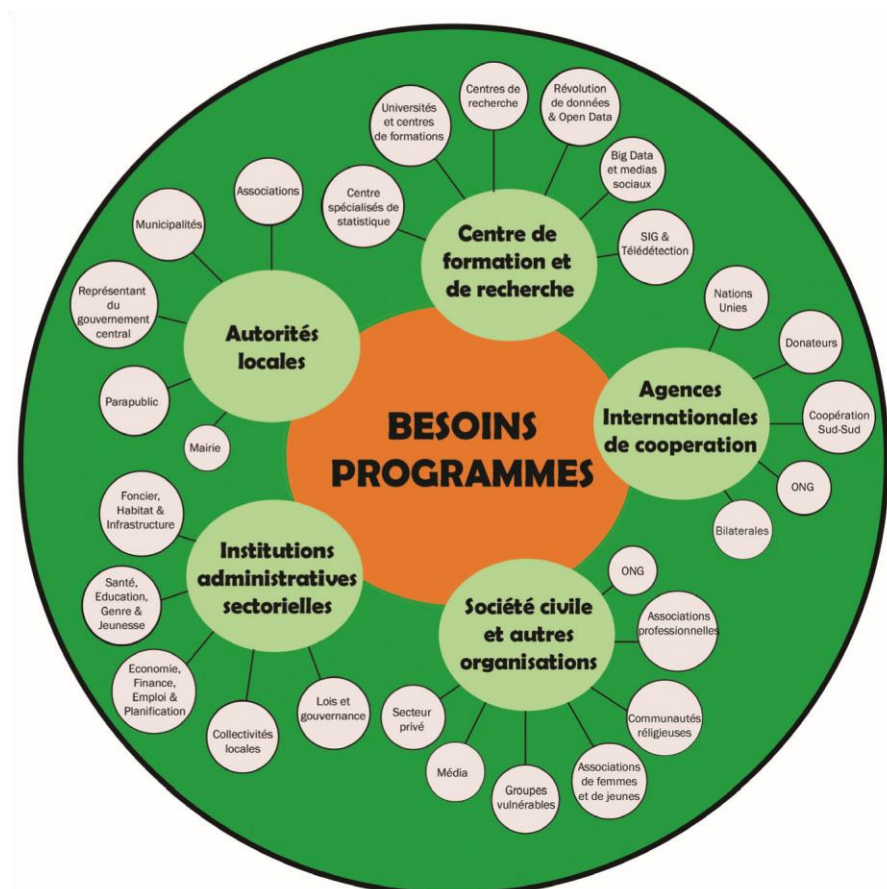 BESOINS
PROGRAMMES
Centre de
formation et
de recherche
Centre
spécialisés de
statistique
Universités
et centres
de formations
Centres de
recherche
Révolution
de données
& Open Data
Big Data
et medias
sociaux
SIG &
Télédétection
Agences
Internationales
de cooperation
Nations
Unies
Donateurs
Coopération
Sud-Sud
ONG
Bilaterales
Société civile
et autres
organisations
ONG
Associations
professionnelles
Communautés
réligieuses
Associations
de femmes
et de jeunes
Groupes
vulnérables
Média
Secteur
privé
Institutions
administratives
sectorielles
Lois et
gouvernance
Collectivités
locales
Economie,
Finance,
Emploi &
Planification
Santé,
Education,
Genre &
Jeunesse
Foncier,
Habitat &
Infrastructure
Autorités
locales
Mairie
Parapublic
Représentant
du
gouvernement
central
Municipalités
Associations